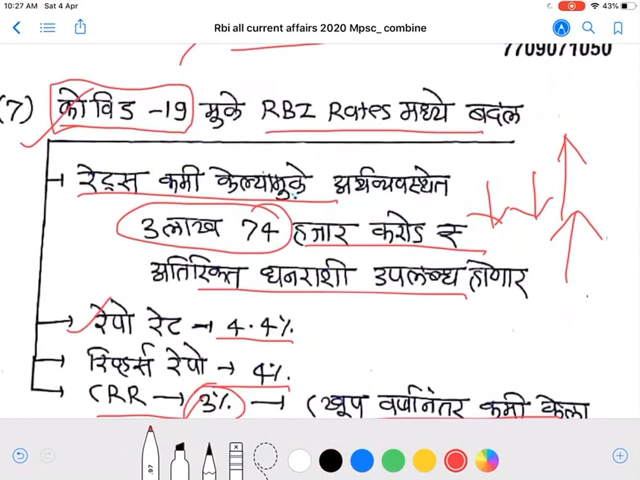 10:27 AM Sat 4 Apr 43%
Rbi all current affairs 2020 Mpsc_ combine
7709071050
(7) कोविड -19 मुळे RBI Rates मध्ये बदल
→ रेट्स कमी केल्यामुळे अर्थव्यवस्थेत
3लाख 74 हजार करोड रू
अतिरिक्त धनराशी उपलब्ध होणार
→ रेपो रेट → 4.4%
→ रिव्हर्स रेपो → 4%
→ CRR → 3% → (खूप वर्षानंतर कमी केला
.97